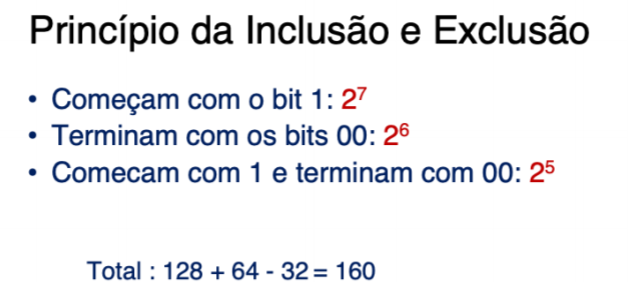 Princípio da Inclusão e Exclusão
• Começam com o bit 1: 2⁷
• Terminam com os bits 00: 2⁶
• Comecam com 1 e terminam com 00: 2⁵
Total : 128 + 64 - 32 = 160